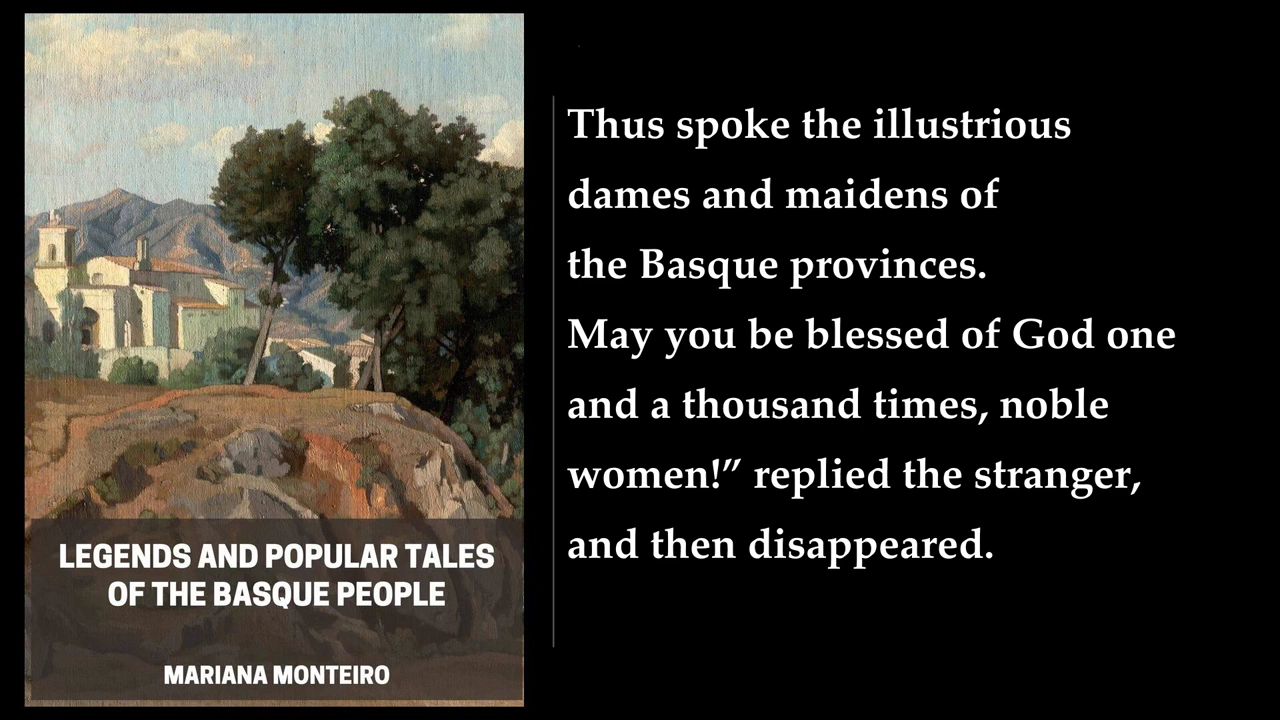 Thus spoke the illustrious
dames and maidens of
the Basque provinces.
May you be blessed of God one
and a thousand times, noble
women!” replied the stranger,
and then disappeared.
LEGENDS AND POPULAR TALES
OF THE BASQUE PEOPLE
MARIANA MONTEIRO